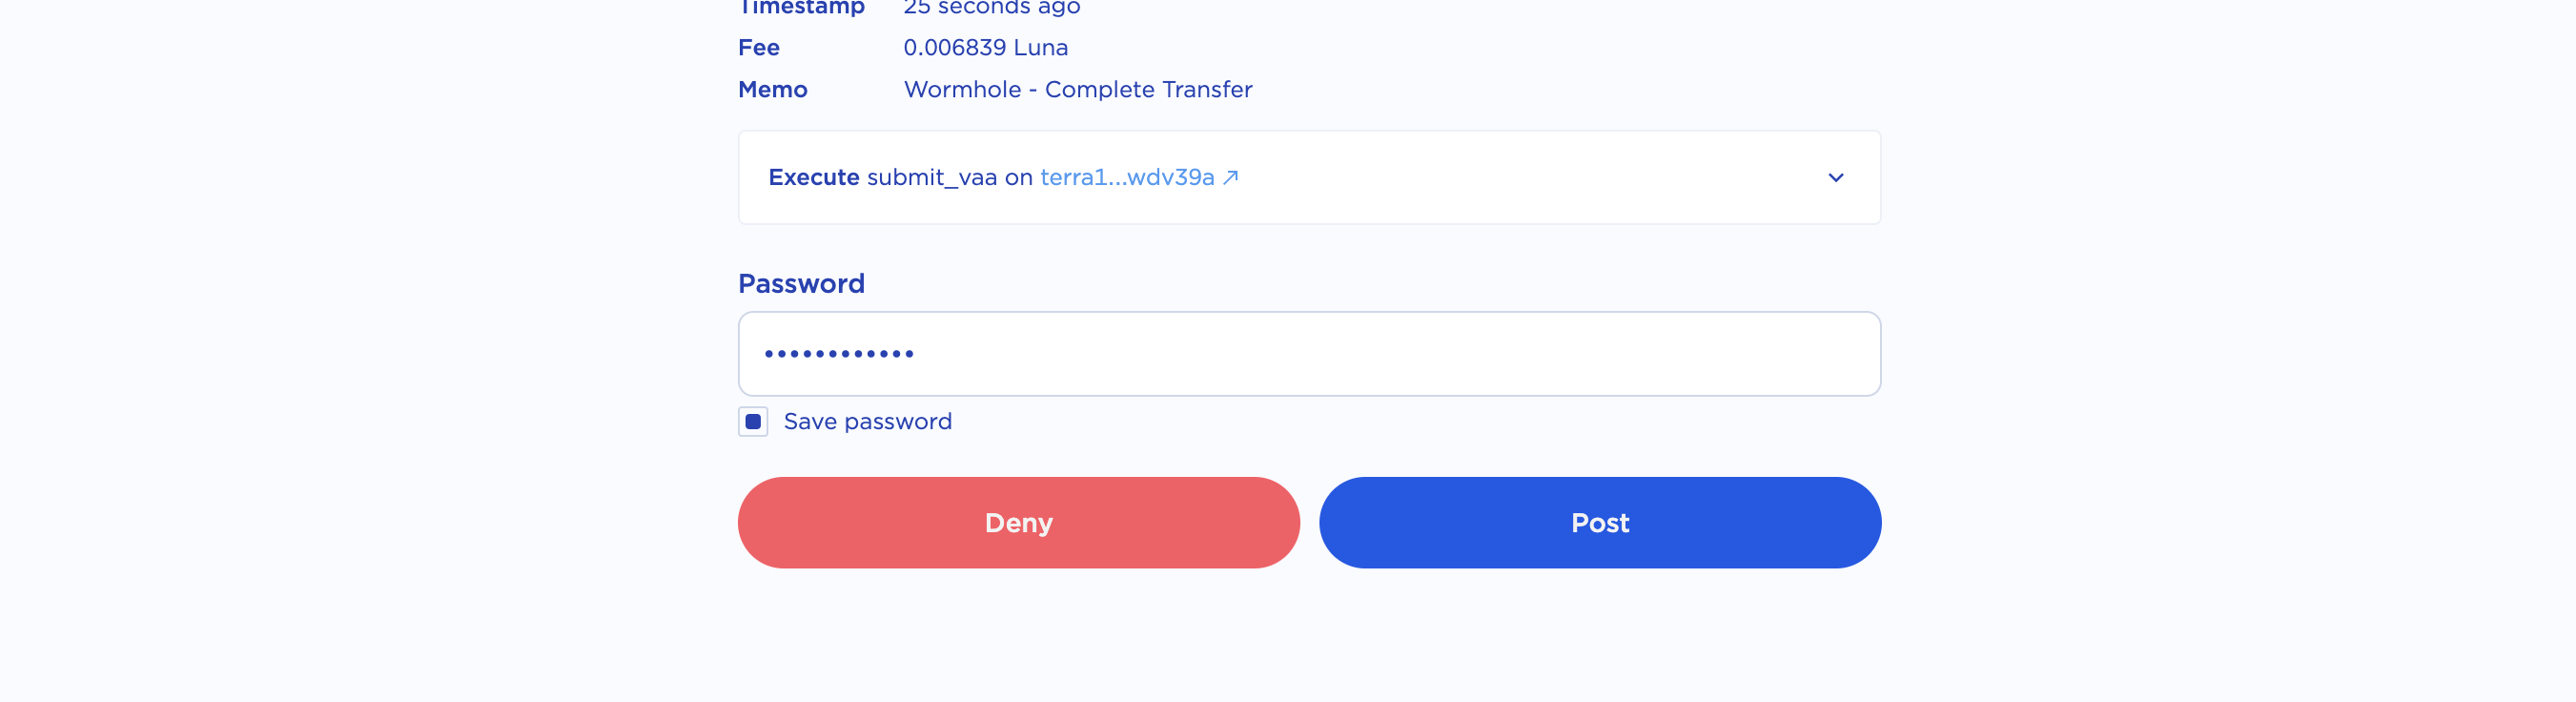 Timestamp 25 seconds ago
Fee 0.006839 Luna
Memo Wormhole - Complete Transfer
Execute submit_vaa on terra1...wdv39a ↗
Password
••••••••••••
Save password
Deny Post